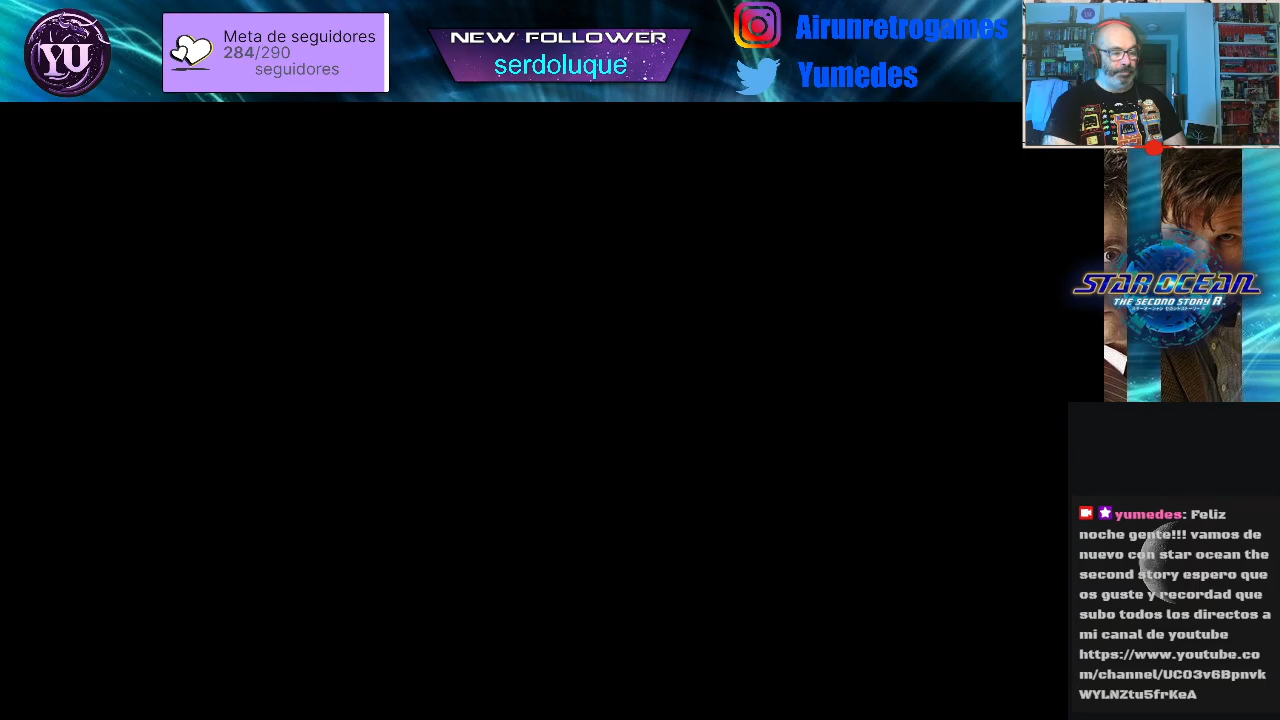 YU
Meta de seguidores
284/290
seguidores
NEW FOLLOWER
serdoluque
Airunretrogames
Yumedes
STAR OCEAN
THE SECOND STORY R
yumedes: Feliz
noche gente!!! vamos de
nuevo con star ocean the
second story espero que
os guste y recordad que
subo todos los directos a
mi canal de youtube
https://www.youtube.co
m/channel/UC03v6Bpnvk
WYLNZtu5frKeA